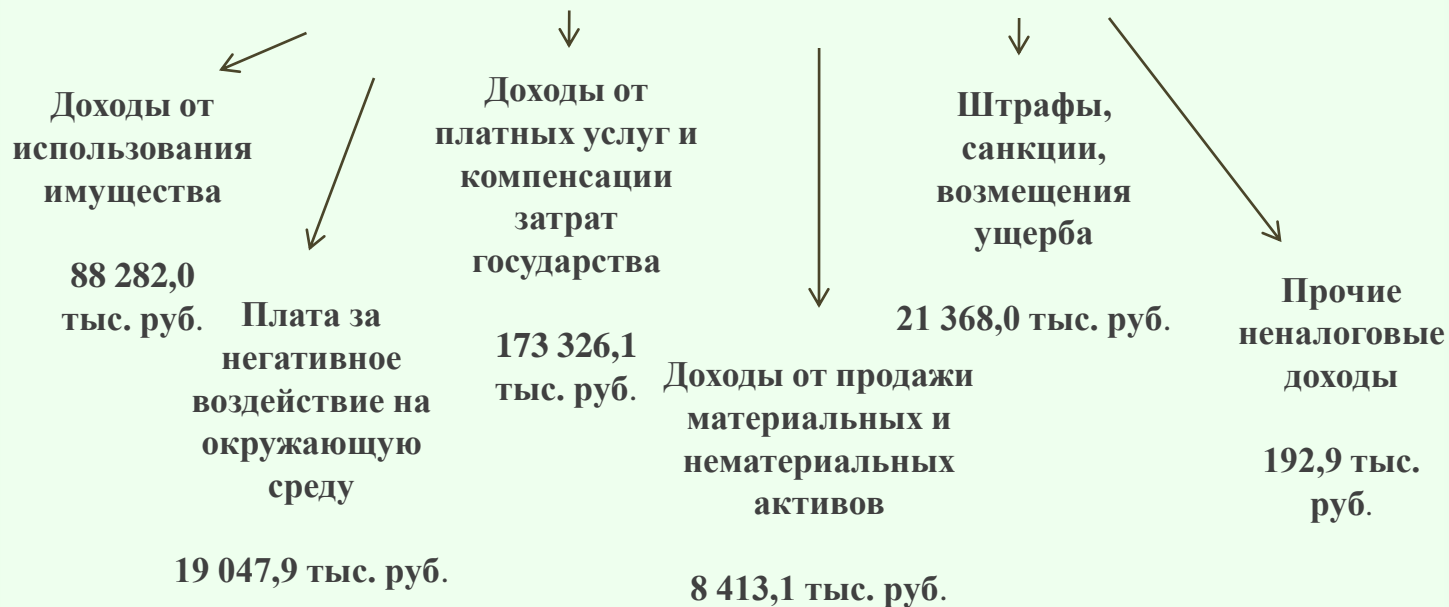 Доходы от
использования
имущества
88 282,0
тыс. руб.
Плата за
негативное
воздействие на
окружающую
среду
19 047,9 тыс. руб.
Доходы от
платных услуг и
компенсации
затрат
государства
173 326,1
тыс. руб.
Доходы от продажи
материальных и
нематериальных
активов
8 413,1 тыс. руб.
Штрафы,
санкции,
возмещения
ущерба
21 368,0 тыс. руб.
Прочие
неналоговые
доходы
192,9 тыс.
руб.